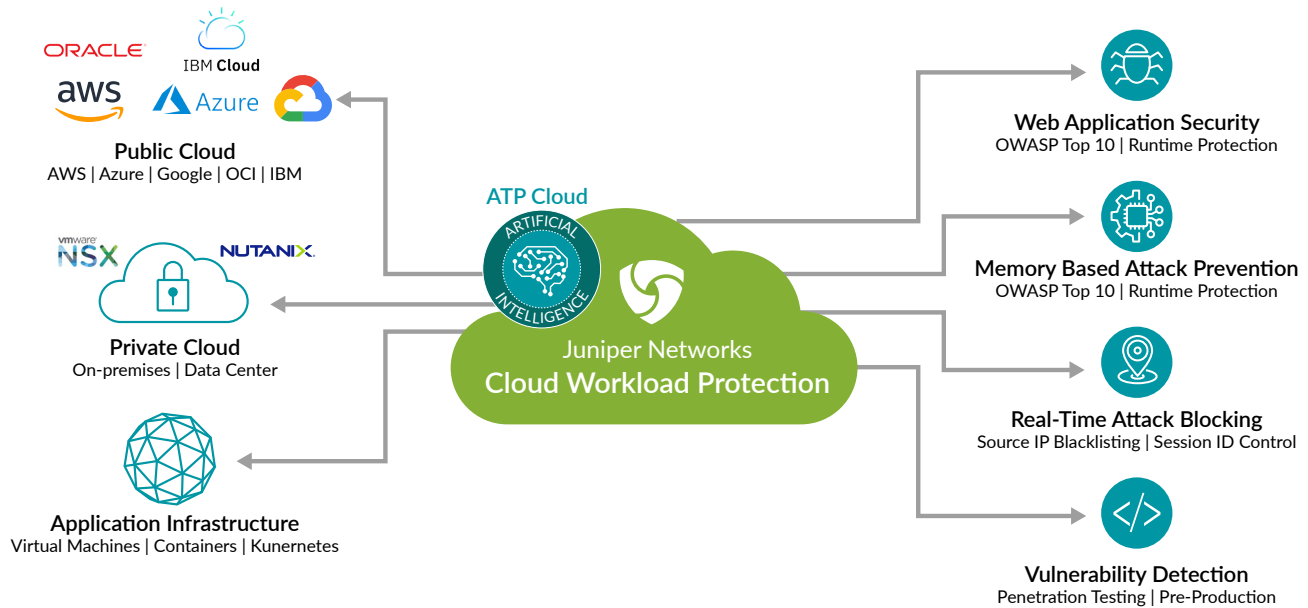 ORACLE
IBM Cloud
aws
Azure
Public Cloud
AWS | Azure | Google | OCI | IBM
vmware
NSX
NUTANIX
Private Cloud
On-premises | Data Center
Application Infrastructure
Virtual Machines | Containers | Kunernetes
ATP Cloud
ARTIFICIAL
INTELLIGENCE
Juniper Networks
Cloud Workload Protection
Web Application Security
OWASP Top 10 | Runtime Protection
Memory Based Attack Prevention
OWASP Top 10 | Runtime Protection
Real-Time Attack Blocking
Source IP Blacklisting | Session ID Control
</>
Vulnerability Detection
Penetration Testing | Pre-Production